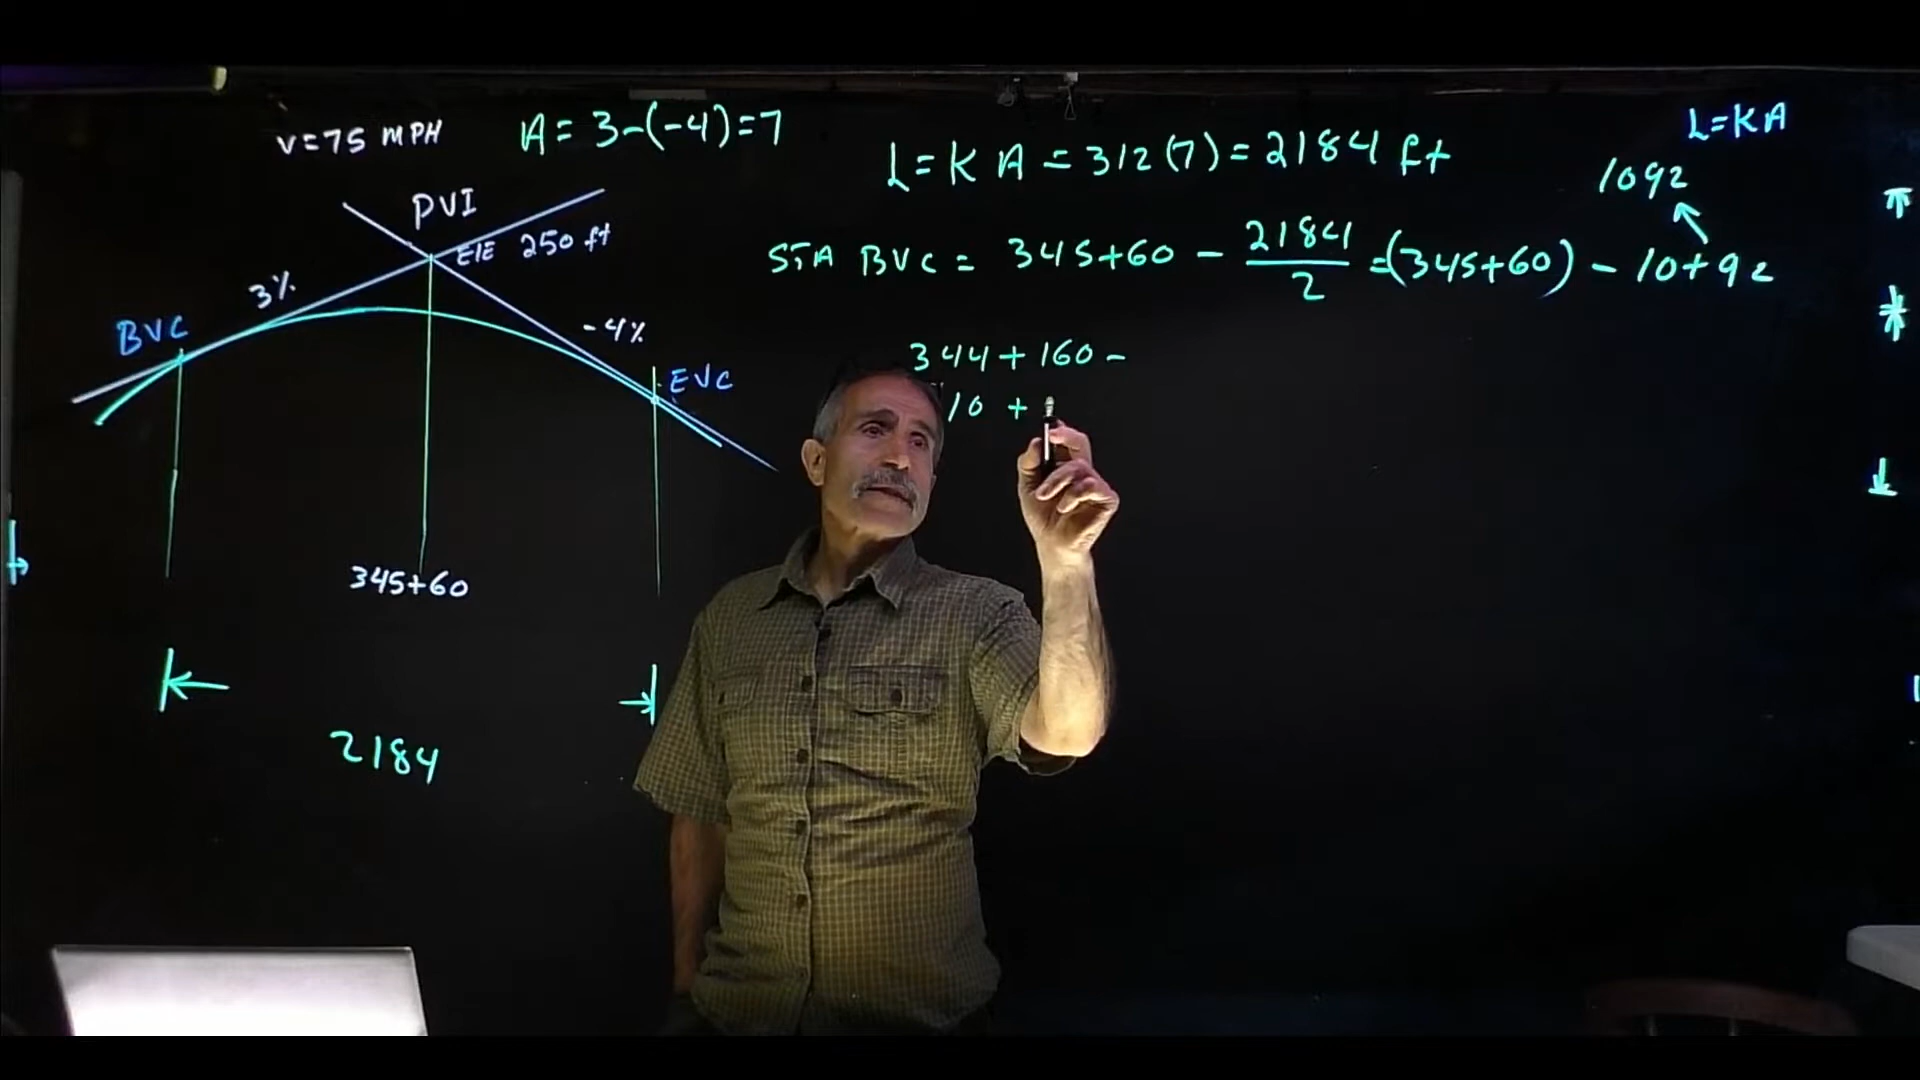 V=75 MPH
A = 3-(-4)=7
L=KA
L= K A = 312(7) = 2184 ft
1092
PVI
ElE 250 ft
STA BVC = 345+60 - 2184/2 =(345+60) - 10+92
3%
BVC
-4%
EVC
344+160-
10 +
345+60
2184